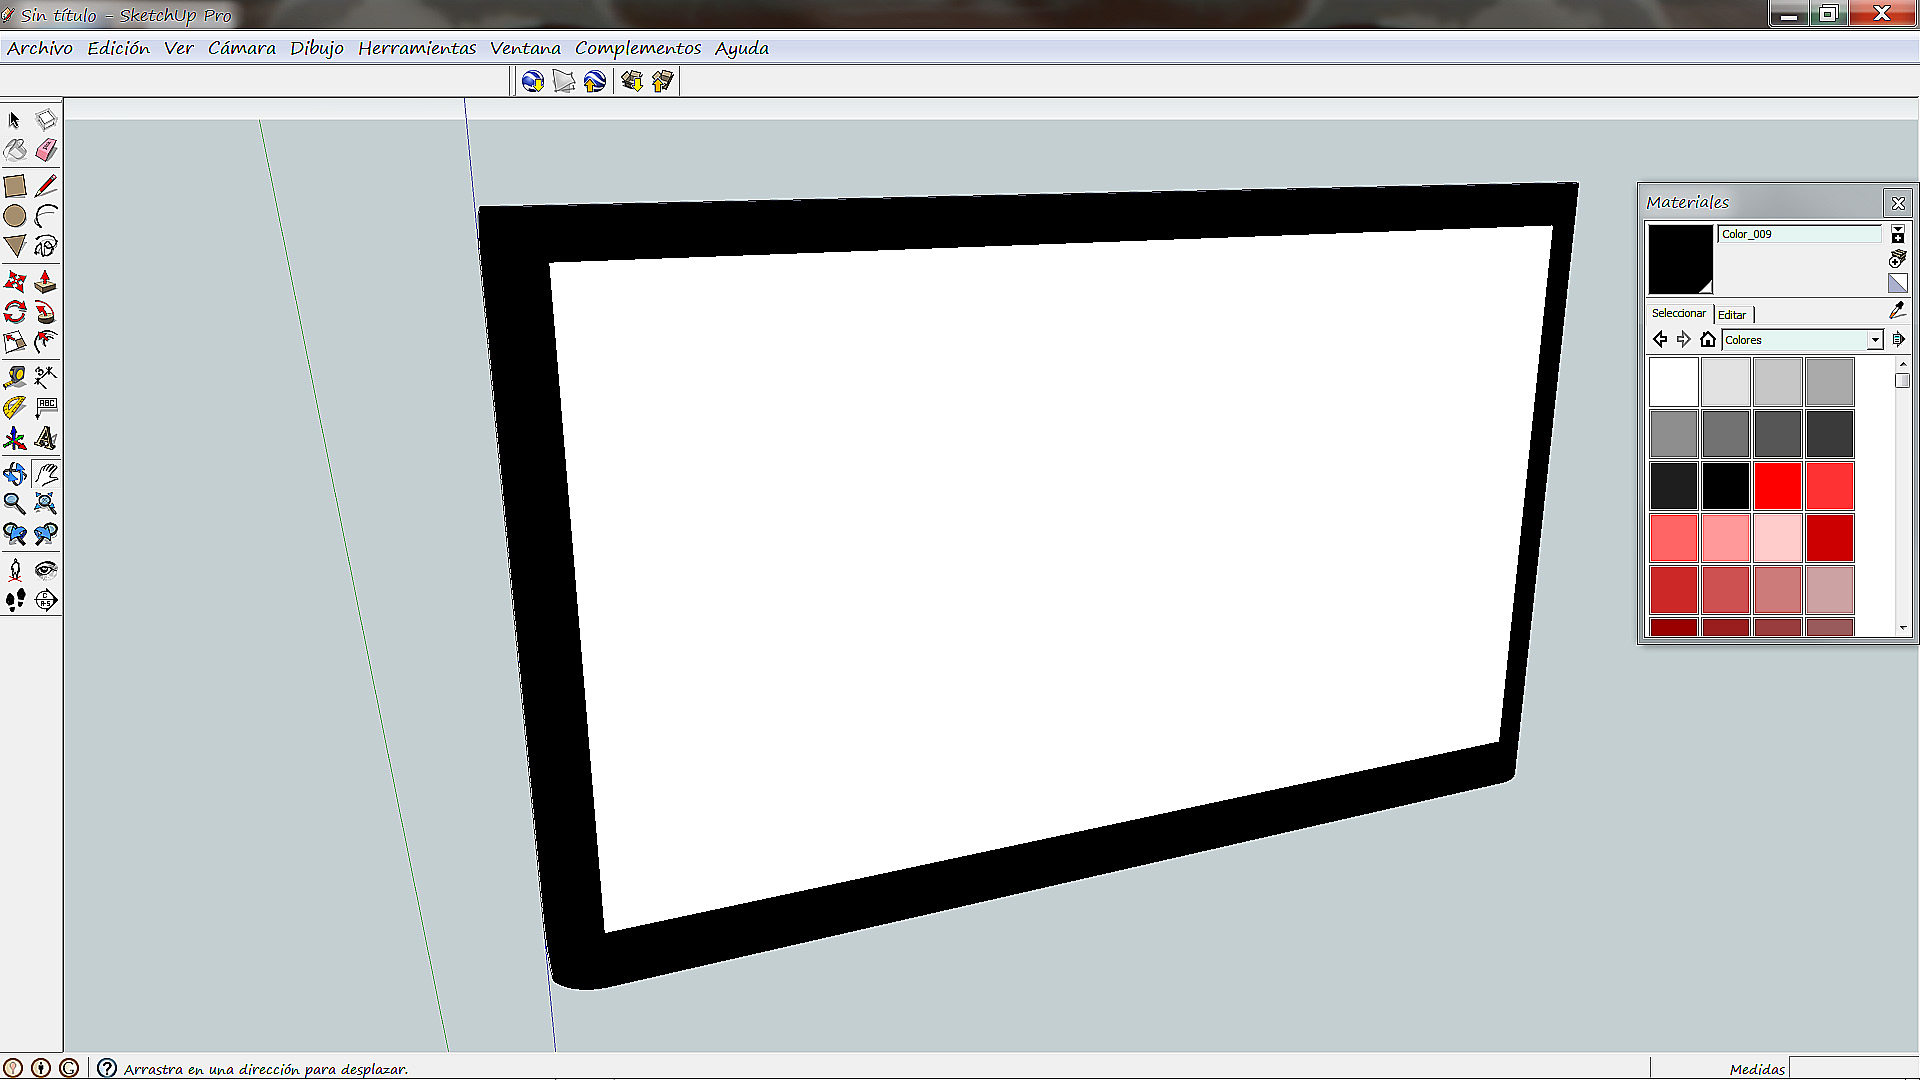 Sin título - SketchUp Pro
Archivo Edición Ver Cámara Dibujo Herramientas Ventana Complementos Ayuda
Materiales
Color_009
Seleccionar Editar
Colores
ABC
Arrastra en una dirección para desplazar.
Medidas